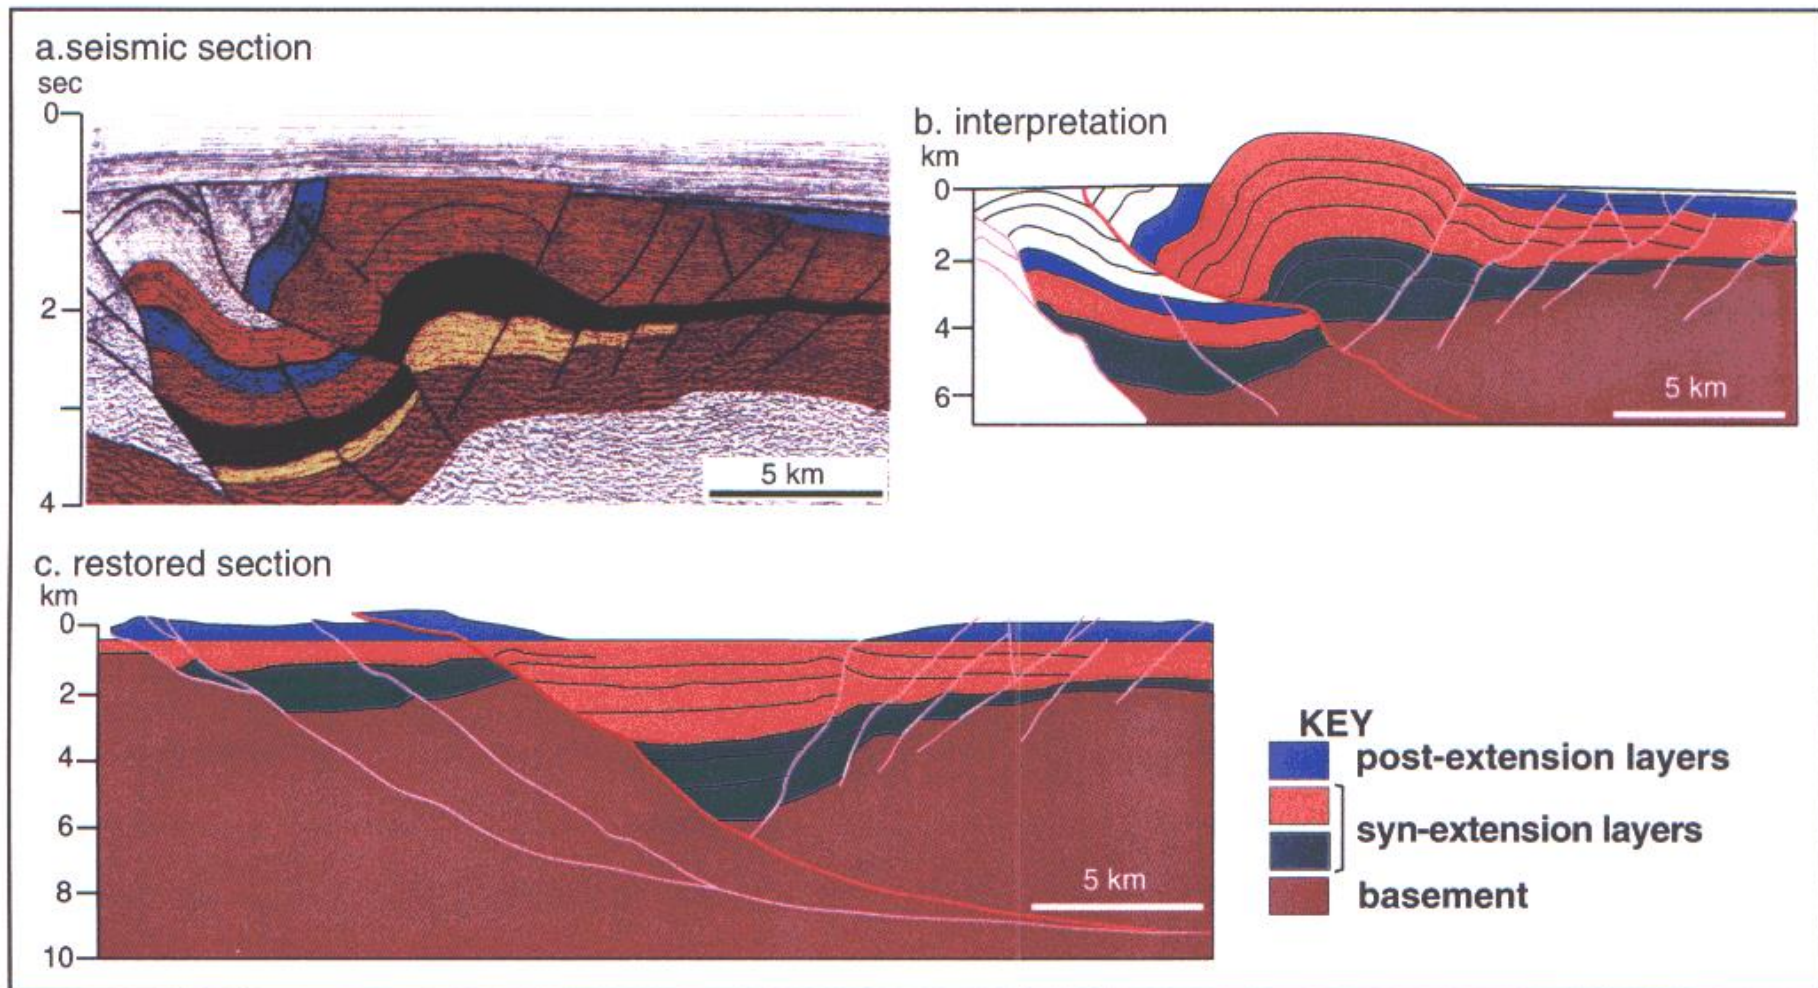 a.seismic section
sec
0
2
4
5 km
b. interpretation
km
0
2
4
6
5 km
c. restored section
km
0
2
4
6
8
10
5 km
KEY
post-extension layers
syn-extension layers
basement